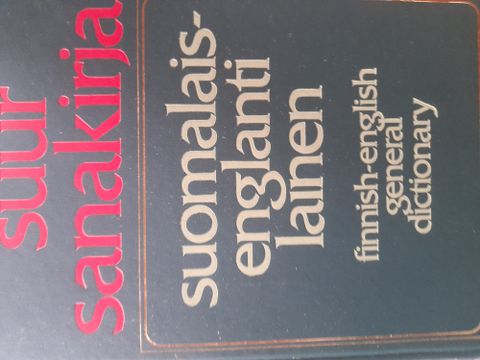 suur
sanakirja
suomalais-
englanti
lainen
finnish-english
general
dictionary